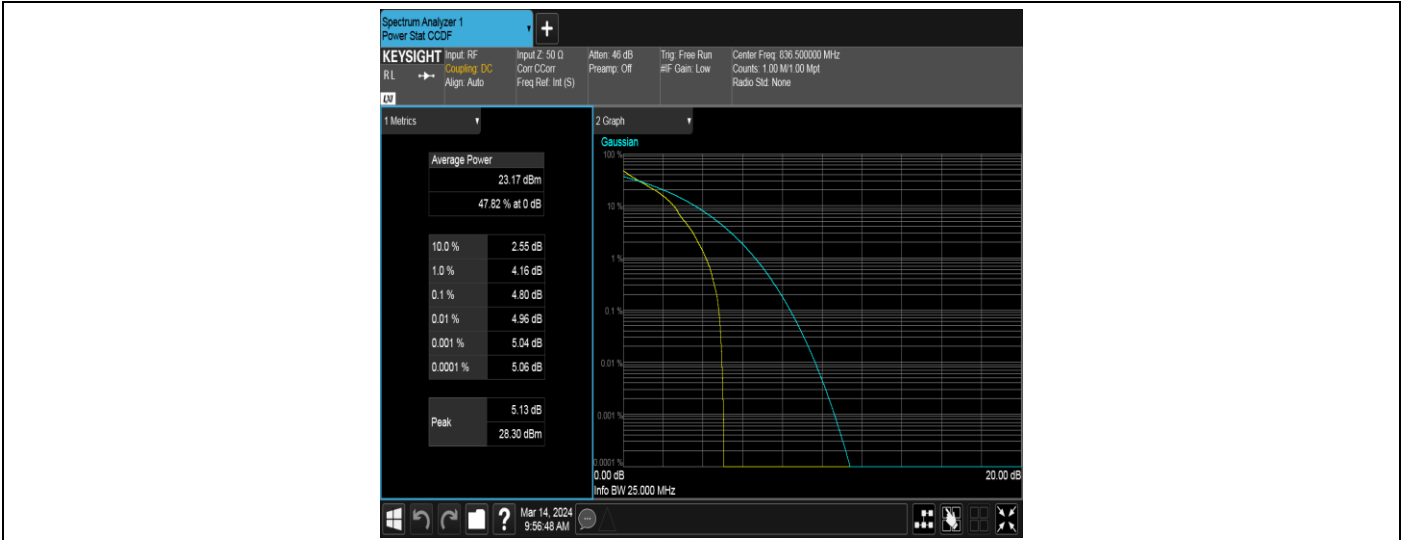 Spectrum Analyzer 1
Power Stat CCDF
+
KEYSIGHT
RL
Input: RF
Coupling: DC
Align: Auto
Input Z: 50 Ω
Corr CCorr
Freq Ref: Int (S)
Atten: 46 dB
Preamp: Off
Trig: Free Run
#IF Gain: Low
Center Freq: 836.500000 MHz
Counts: 1.00 M/1.00 Mpt
Radio Std: None
LXI
1 Metrics
Average Power
23.17 dBm
47.82 % at 0 dB
10.0 % 2.55 dB
1.0 % 4.16 dB
0.1 % 4.80 dB
0.01 % 4.96 dB
0.001 % 5.04 dB
0.0001 % 5.06 dB
Peak
5.13 dB
28.30 dBm
2 Graph
Gaussian
100 %
10 %
1 %
0.1 %
0.01 %
0.001 %
0.0001 %
0.00 dB 20.00 dB
Info BW 25.000 MHz
?
Mar 14, 2024
9:56:48 AM